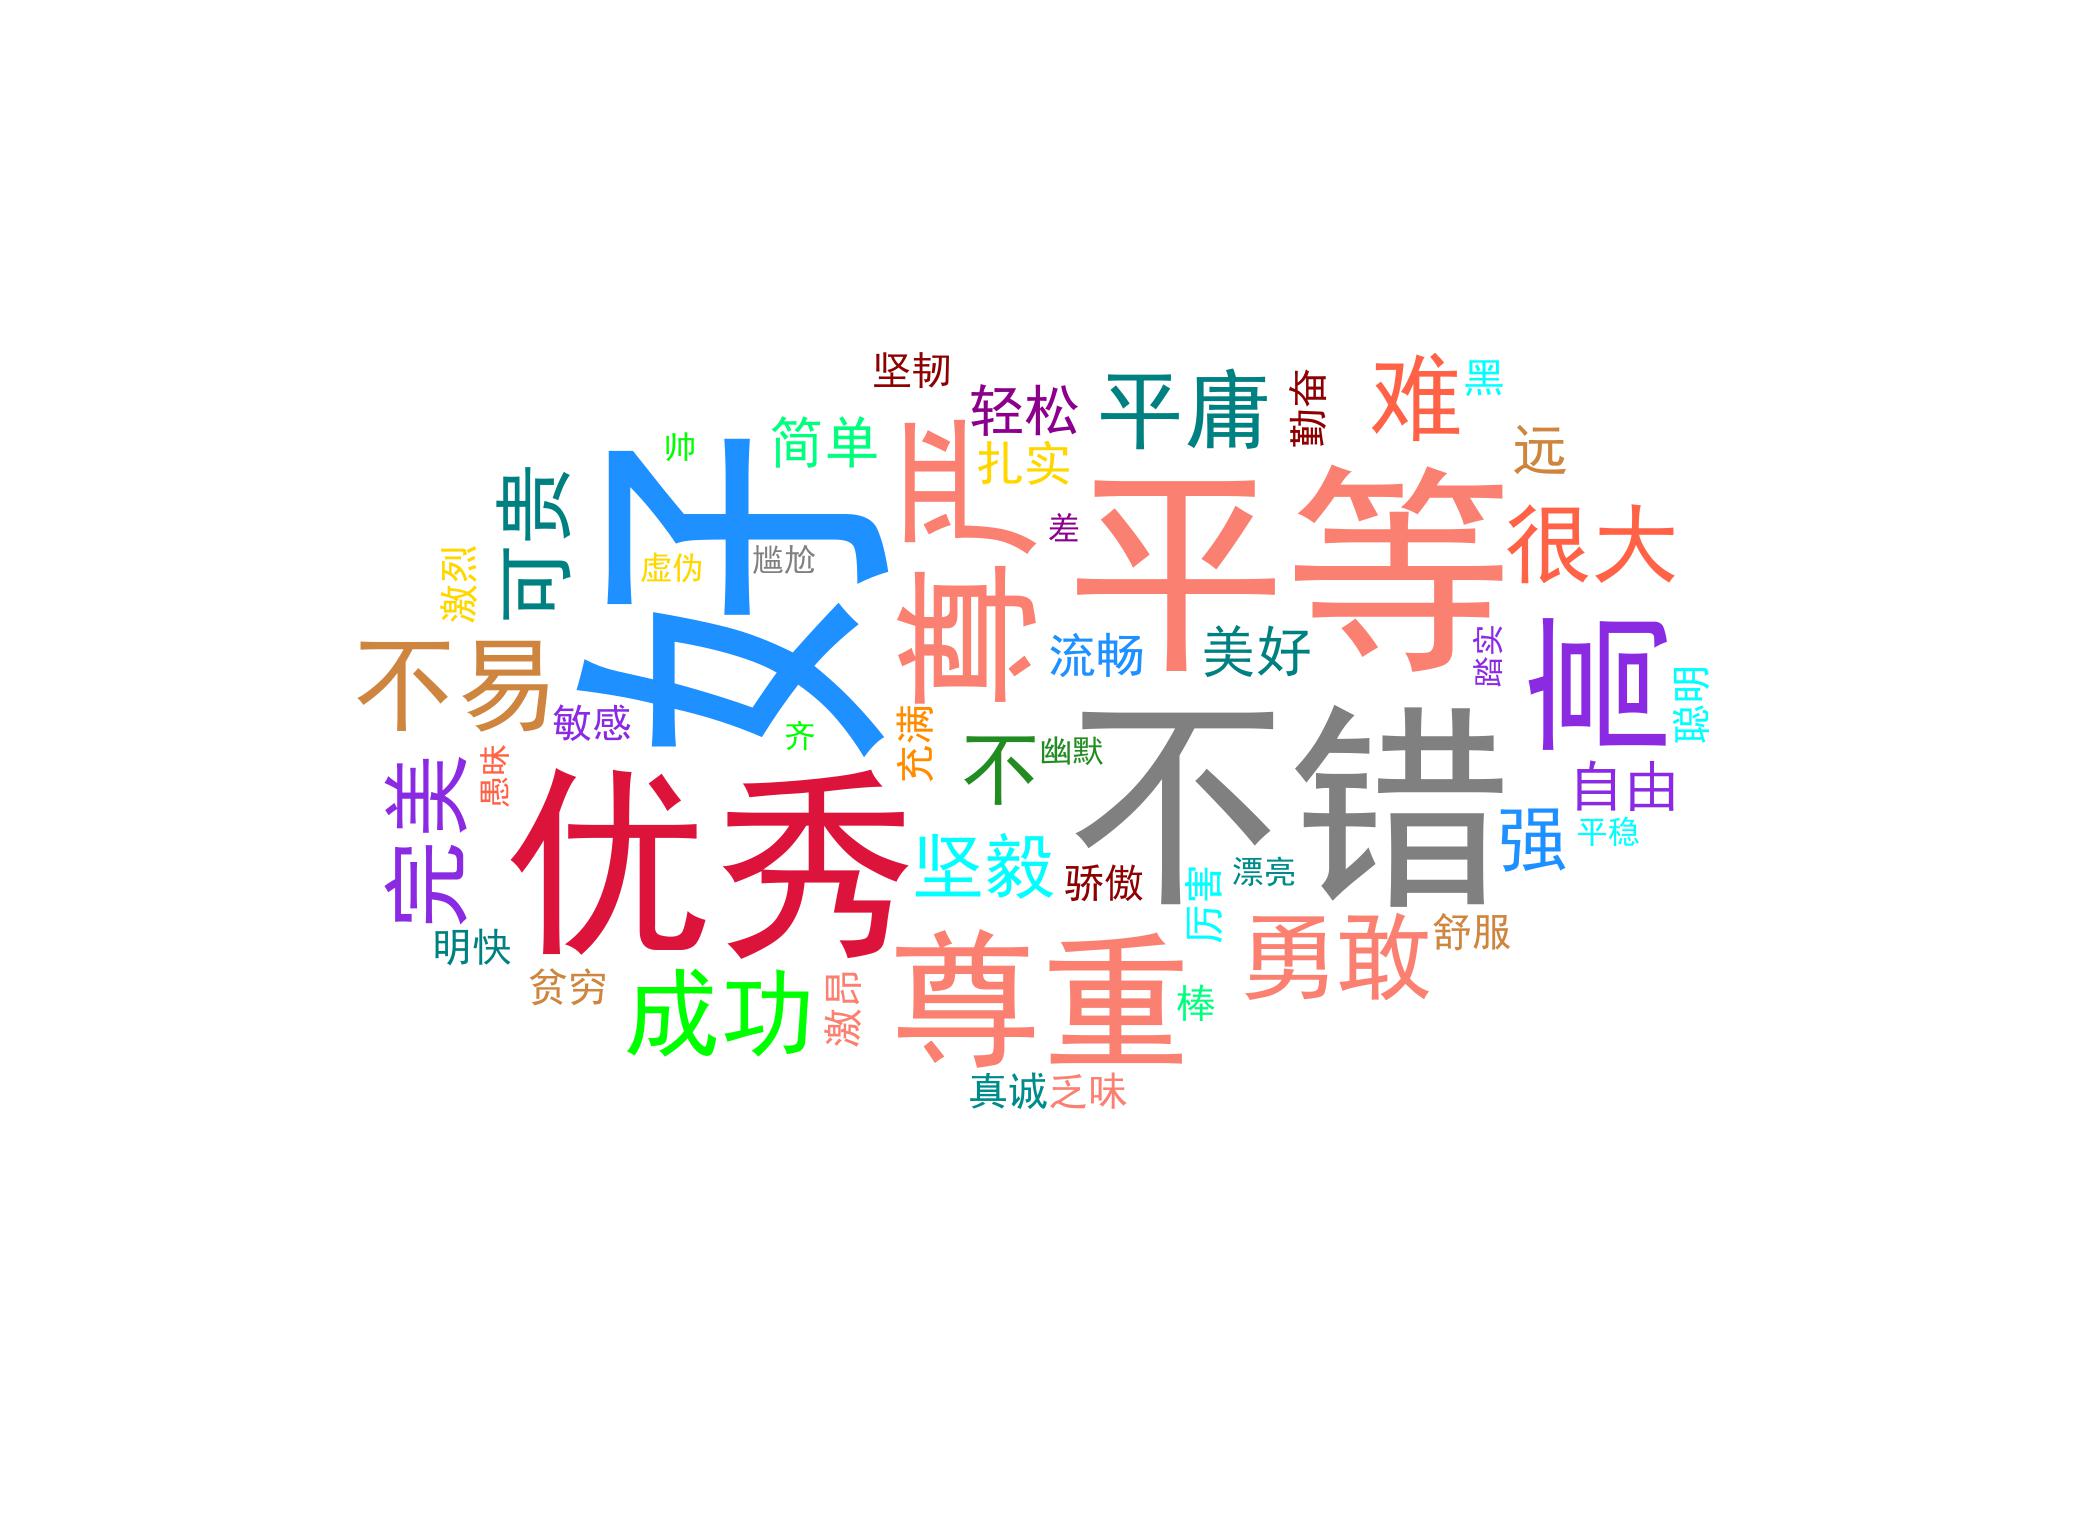 坚韧
轻松
平庸
勤奋
难
黑
帅
简单
尊严
扎实
远
可贵
好
平等
很大
激烈
虚伪
尴尬
差
不易
敏感
流畅
美好
踏实
高
聪明
完美
愚昧
齐
充满
不
幽默
不错
自由
优秀
坚毅
骄傲
厉害
漂亮
强
平稳
明快
贫穷
成功
激昂
尊重
棒
勇敢
舒服
真诚
乏味